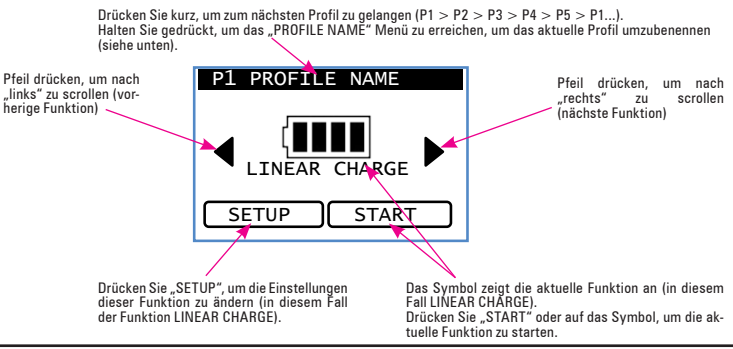 Drücken Sie kurz, um zum nächsten Profil zu gelangen (P1 > P2 > P3 > P4 > P5 > P1...).
Halten Sie gedrückt, um das „PROFILE NAME“ Menü zu erreichen, um das aktuelle Profil umzubenennen
(siehe unten).
Pfeil drücken, um nach
„links“ zu scrollen (vor-
herige Funktion)
P1 PROFILE NAME
Pfeil drücken, um nach
„rechts“ zu scrollen
(nächste Funktion)
LINEAR CHARGE
SETUP
START
Drücken Sie „SETUP“, um die Einstellungen
dieser Funktion zu ändern (in diesem Fall
der Funktion LINEAR CHARGE).
Das Symbol zeigt die aktuelle Funktion an (in diesem
Fall LINEAR CHARGE).
Drücken Sie „START“ oder auf das Symbol, um die ak-
tuelle Funktion zu starten.